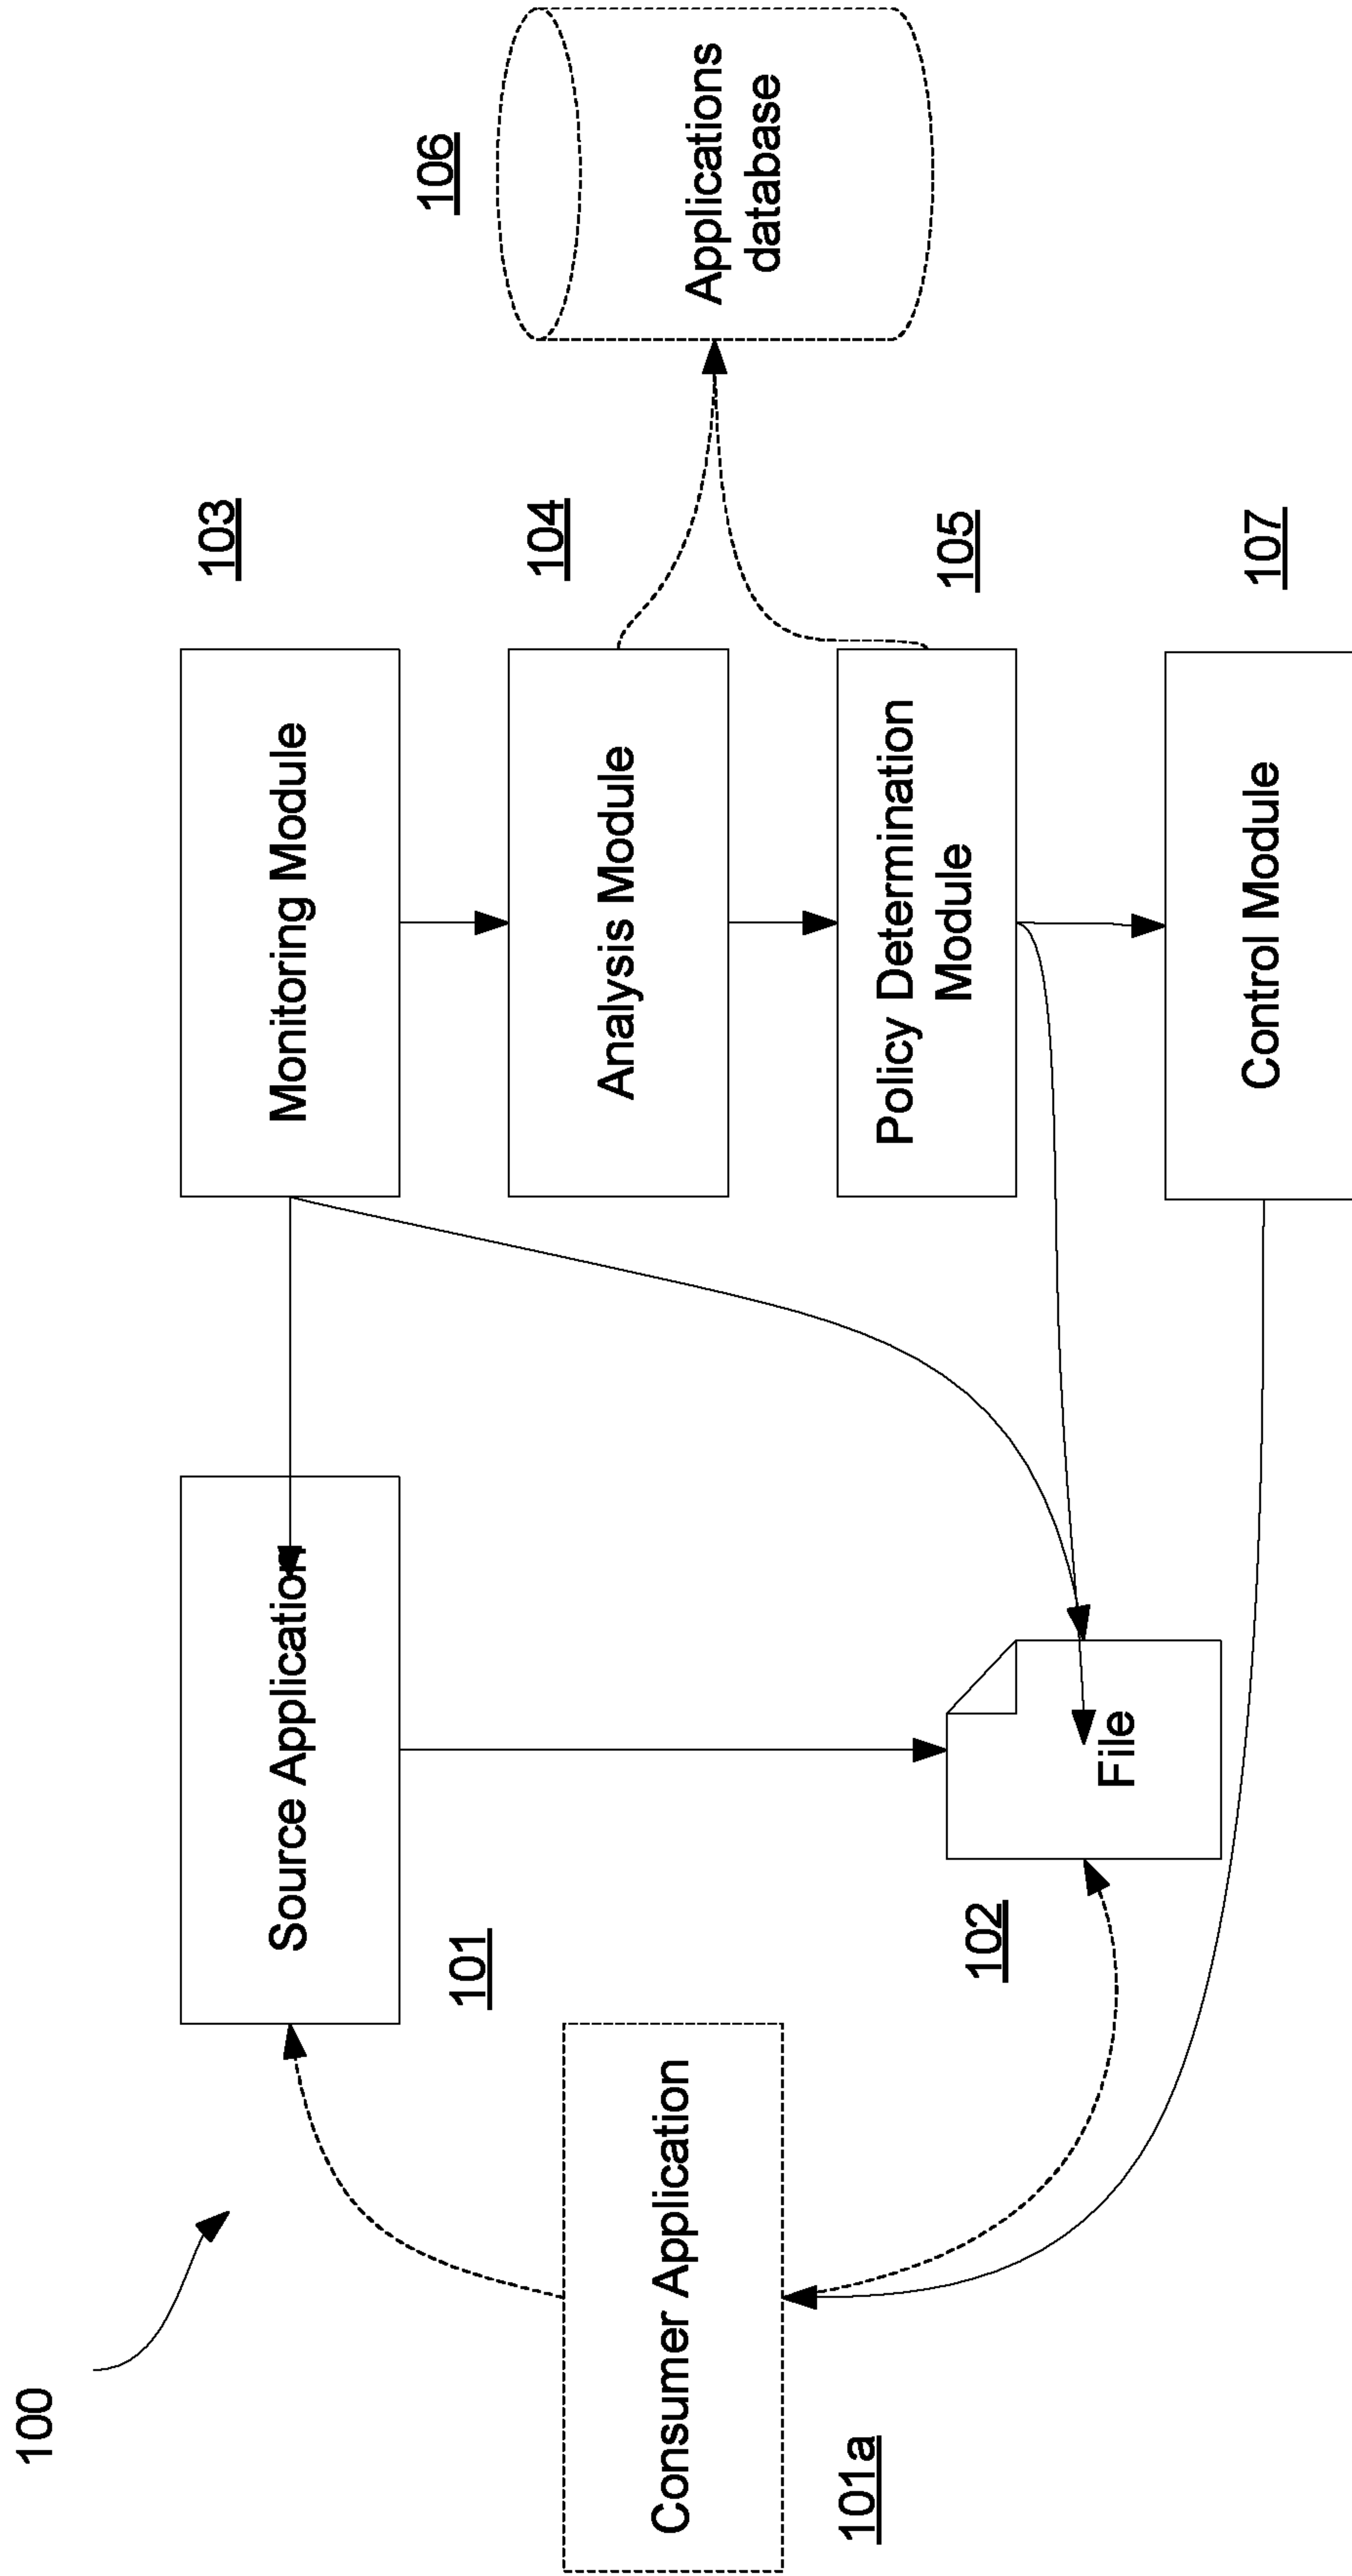 100
Source Application
101
Consumer Application
101a
File
102
Monitoring Module
103
Analysis Module
104
Policy Determination
Module
105
Control Module
107
Applications
database
106